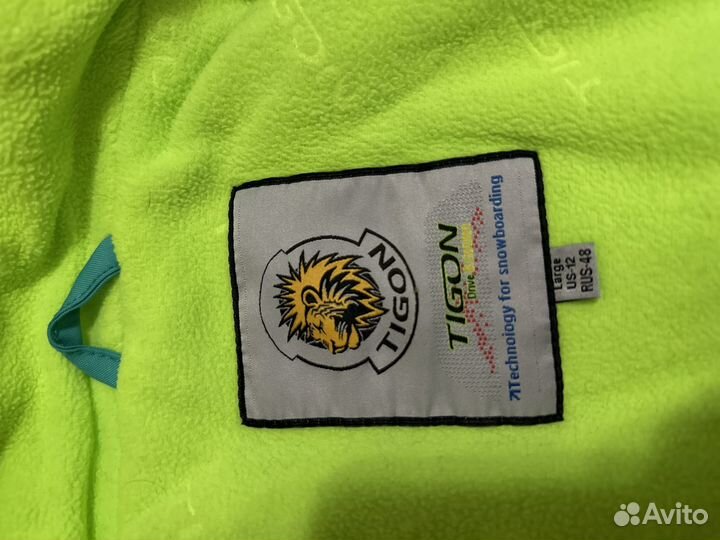 TIGON
TIGON
Drive
Technology for snowboarding
Large
US-12
RUS-48
Avito